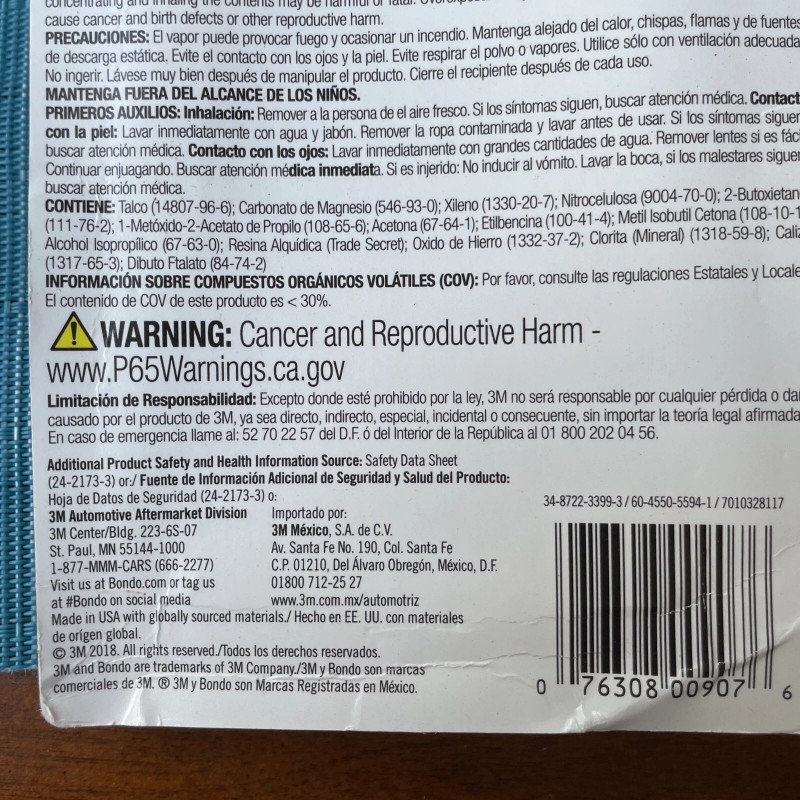 concentrating and inhaling the contents may be harmful or fatal.
cause cancer and birth defects or other reproductive harm.
PRECAUCIONES: El vapor puede provocar fuego y ocasionar un incendio. Mantenga alejado del calor, chispas, flamas y de fuentes
de descarga estática. Evite el contacto con los ojos y la piel. Evite respirar el polvo o vapores. Utilice sólo con ventilación adecuada
No ingerir. Lávese muy bien después de manipular el producto. Cierre el recipiente después de cada uso.
MANTENGA FUERA DEL ALCANCE DE LOS NIÑOS.
PRIMEROS AUXILIOS: Inhalación: Remover a la persona de el aire fresco. Si los síntomas siguen, buscar atención médica. Contact
con la piel: Lavar inmediatamente con agua y jabón. Remover la ropa contaminada y lavar antes de usar. Si los síntomas siguen
buscar atención médica. Contacto con los ojos: Lavar inmediatamente con grandes cantidades de agua. Remover lentes si es fác
Continuar enjuagando. Buscar atención médica inmediata. Si es injerido: No inducir al vómito. Lavar la boca, si los malestares siguen
buscar atención médica.
CONTIENE: Talco (14807-96-6); Carbonato de Magnesio (546-93-0); Xileno (1330-20-7); Nitrocelulosa (9004-70-0); 2-Butoxietan
(111-76-2); 1-Metóxido-2-Acetato de Propilo (108-65-6); Acetona (67-64-1); Etilbencina (100-41-4); Metil Isobutil Cetona (108-10-1
Alcohol Isopropílico (67-63-0); Resina Alquídica (Trade Secret); Oxido de Hierro (1332-37-2); Clorita (Mineral) (1318-59-8); Cali
(1317-65-3); Dibuto Ftalato (84-74-2)
INFORMACIÓN SOBRE COMPUESTOS ORGÁNICOS VOLÁTILES (COV): Por favor, consulte las regulaciones Estatales y Locale
El contenido de COV de este producto es < 30%.
WARNING: Cancer and Reproductive Harm -
www.P65Warnings.ca.gov
Limitación de Responsabilidad: Excepto donde esté prohibido por la ley, 3M no será responsable por cualquier pérdida o da
causado por el producto de 3M, ya sea directo, indirecto, especial, incidental o consecuente, sin importar la teoría legal afirmada
En caso de emergencia llame al: 52 70 22 57 del D.F. ó del Interior de la República al 01 800 202 04 56.
Additional Product Safety and Health Information Source: Safety Data Sheet
(24-2173-3) or:/ Fuente de Información Adicional de Seguridad y Salud del Producto:
Hoja de Datos de Seguridad (24-2173-3) o:
3M Automotive Aftermarket Division
3M Center/Bldg. 223-6S-07
St. Paul, MN 55144-1000
1-877-MMM-CARS (666-2277)
Visit us at Bondo.com or tag us
at #Bondo on social media
Importado por:
3M México, S.A. de C.V.
Av. Santa Fe No. 190, Col. Santa Fe
C.P. 01210, Del Álvaro Obregón, México, D.F.
01800 712-25 27
www.3m.com.mx/automotriz
Made in USA with globally sourced materials./ Hecho en EE. UU. con materiales
de orígen global.
© 3M 2018. All rights reserved./Todos los derechos reservados.
3M and Bondo are trademarks of 3M Company./3M y Bondo son marcas
comerciales de 3M. ® 3M y Bondo son Marcas Registradas en México.
34-8722-3399-3 / 60-4550-5594-1 / 7010328117
0 76308 00907 6